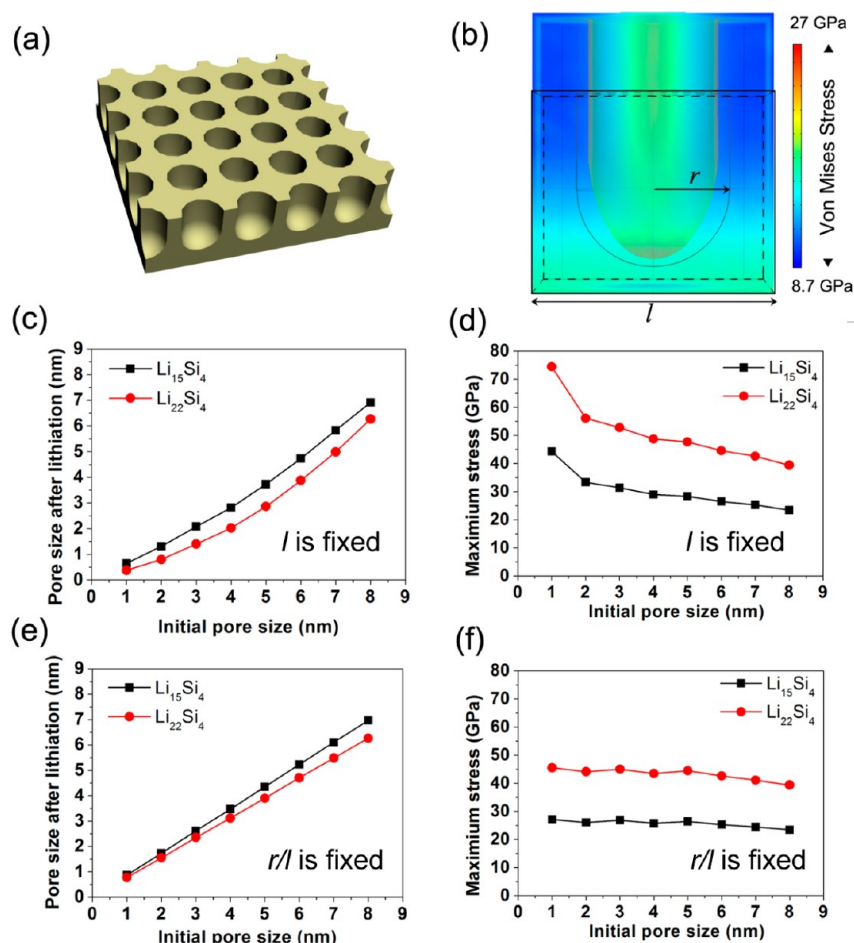 (a)
(b)
27 GPa
Von Mises Stress
8.7 GPa
r
l
(c)
Pore size after lithiation (nm)
9
8
7
6
5
4
3
2
1
0
Li₁₅Si₄
Li₂₂Si₄
l is fixed
0 1 2 3 4 5 6 7 8 9
Initial pore size (nm)
(d)
Maximium stress (GPa)
80
70
60
50
40
30
20
10
0
Li₁₅Si₄
Li₂₂Si₄
l is fixed
0 1 2 3 4 5 6 7 8 9
Initial pore size (nm)
(e)
Pore size after lithiation (nm)
9
8
7
6
5
4
3
2
1
0
Li₁₅Si₄
Li₂₂Si₄
r/l is fixed
0 1 2 3 4 5 6 7 8 9
Initial pore size (nm)
(f)
Maximium stress (GPa)
80
70
60
50
40
30
20
10
0
Li₁₅Si₄
Li₂₂Si₄
r/l is fixed
0 1 2 3 4 5 6 7 8 9
Initial pore size (nm)